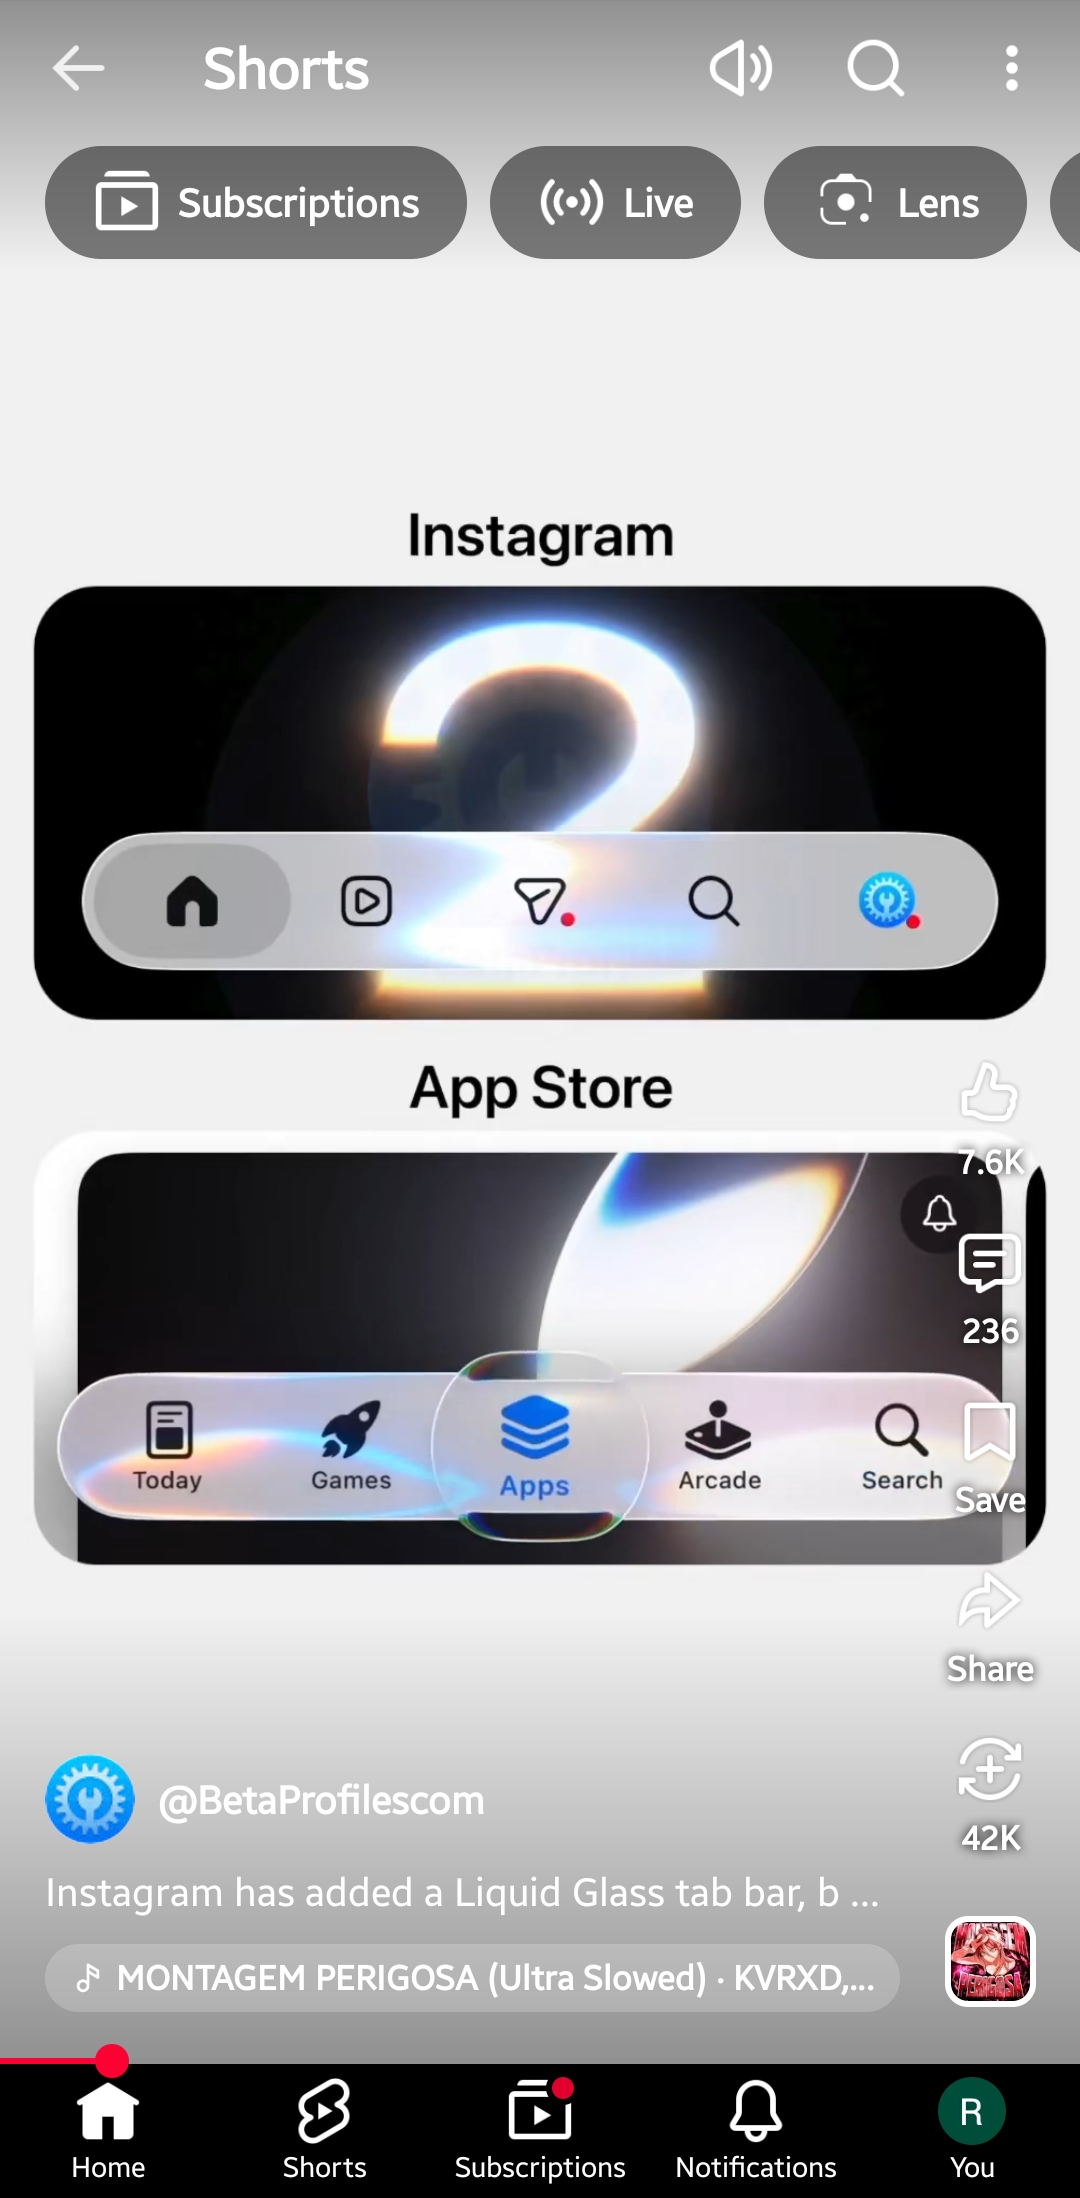 Shorts
Subscriptions
Live
Lens
Instagram
App Store
7.6K
236
Today
Games
Apps
Arcade
Search
Save
Share
@BetaProfilescom
42K
Instagram has added a Liquid Glass tab bar, b ...
MONTAGEM PERIGOSA (Ultra Slowed) · KVRXD,...
PERIGOSA
Home
Shorts
Subscriptions
Notifications
R
You